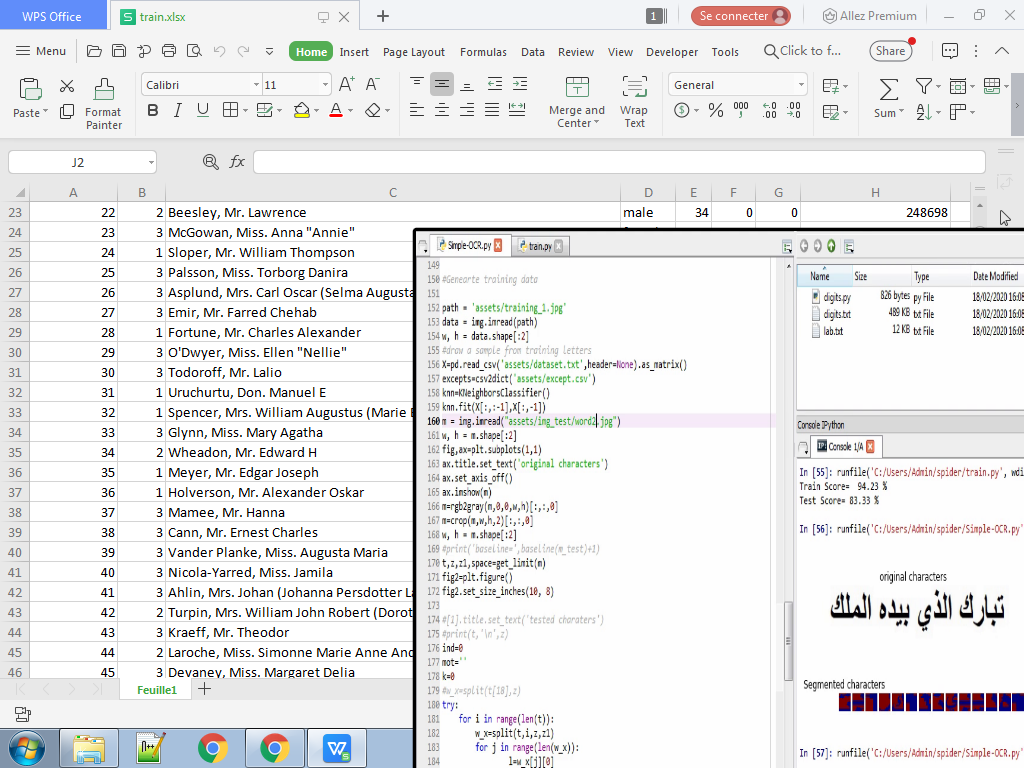 WPS Office
train.xlsx
1
Se connecter
Allez Premium
Menu
Home Insert Page Layout Formulas Data Review View Developer Tools Click to f... Share
Paste Format Painter
Calibri 11
B I U A
Merge and Center
Wrap Text
General
$ % 000 ←.0 .00 .00 →.0
Sum
J2 fx
A B C D E F G H
23 22 2 Beesley, Mr. Lawrence male 34 0 0 248698
24 23 3 McGowan, Miss. Anna "Annie"
25 24 1 Sloper, Mr. William Thompson
26 25 3 Palsson, Miss. Torborg Danira
27 26 3 Asplund, Mrs. Carl Oscar (Selma Augusta
28 27 3 Emir, Mr. Farred Chehab
29 28 1 Fortune, Mr. Charles Alexander
30 29 3 O'Dwyer, Miss. Ellen "Nellie"
31 30 3 Todoroff, Mr. Lalio
32 31 1 Uruchurtu, Don. Manuel E
33 32 1 Spencer, Mrs. William Augustus (Marie
34 33 3 Glynn, Miss. Mary Agatha
35 34 2 Wheadon, Mr. Edward H
36 35 1 Meyer, Mr. Edgar Joseph
37 36 1 Holverson, Mr. Alexander Oskar
38 37 3 Mamee, Mr. Hanna
39 38 3 Cann, Mr. Ernest Charles
40 39 3 Vander Planke, Miss. Augusta Maria
41 40 3 Nicola-Yarred, Miss. Jamila
42 41 3 Ahlin, Mrs. Johan (Johanna Persdotter
43 42 2 Turpin, Mrs. William John Robert
44 43 3 Kraeff, Mr. Theodor
45 44 2 Laroche, Miss. Simonne Marie Anne
46 45 3 Devaney, Miss. Margaret Delia
Feuille1
Simple-OCR.py train.py
149
150 #Genearte training data
151
152 path = 'assets/training_1.jpg'
153 data = img.imread(path)
154 w, h = data.shape[:2]
155 #draw a sample from training letters
156 X=pd.read_csv('assets/dataset.txt',header=None).as_matrix()
157 excepts=csv2dict('assets/except.csv')
158 knn=KNeighborsClassifier()
159 knn.fit(X[:,:-1],X[:,-1])
160 m = img.imread("assets/img_test/word2.jpg")
161 w, h = m.shape[:2]
162 fig,ax=plt.subplots(1,1)
163 ax.title.set_text('original characters')
164 ax.set_axis_off()
165 ax.imshow(m)
166 m=rgb2gray(m,0,0,w,h)[:,:,0]
167 m=crop(m,w,h,2)[:,:,0]
168 w, h = m.shape[:2]
169 #print('baseline=',baseline(m_test)+1)
170 t,z,z1,space=get_limit(m)
171 fig2=plt.figure()
172 fig2.set_size_inches(10, 8)
173
174 #[1].title.set_text('tested charaters')
175 #print(t,'\n',z)
176 ind=0
177 mot=''
178 k=0
179 #w_x=split(t[18],z)
180 try:
181 for i in range(len(t)):
182 w_x=split(t,i,z,z1)
183 for j in range(len(w_x)):
184 l=w_x[j][0]
Name Size Type Date Modified
digits.py 826 bytes py File 18/02/2020 16:05
digits.txt 489 KB txt File 18/02/2020 16:05
lab.txt 12 KB txt File 18/02/2020 16:05
Console IPython
Console 1/A
In [55]: runfile('C:/Users/Admin/spider/train.py', wdi
Train Score= 94.23 %
Test Score= 83.33 %
In [56]: runfile('C:/Users/Admin/spider/Simple-OCR.py'
original characters
تبارك الذي بيده الملك
Segmented characters
In [57]: runfile('C:/Users/Admin/spider/Simple-OCR.py'